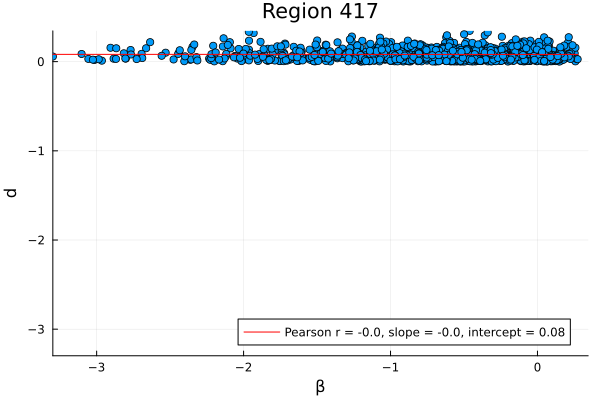 Region 417
d
0
−1
−2
−3
Pearson r = -0.0, slope = -0.0, intercept = 0.08
−3
−2
−1
0
β